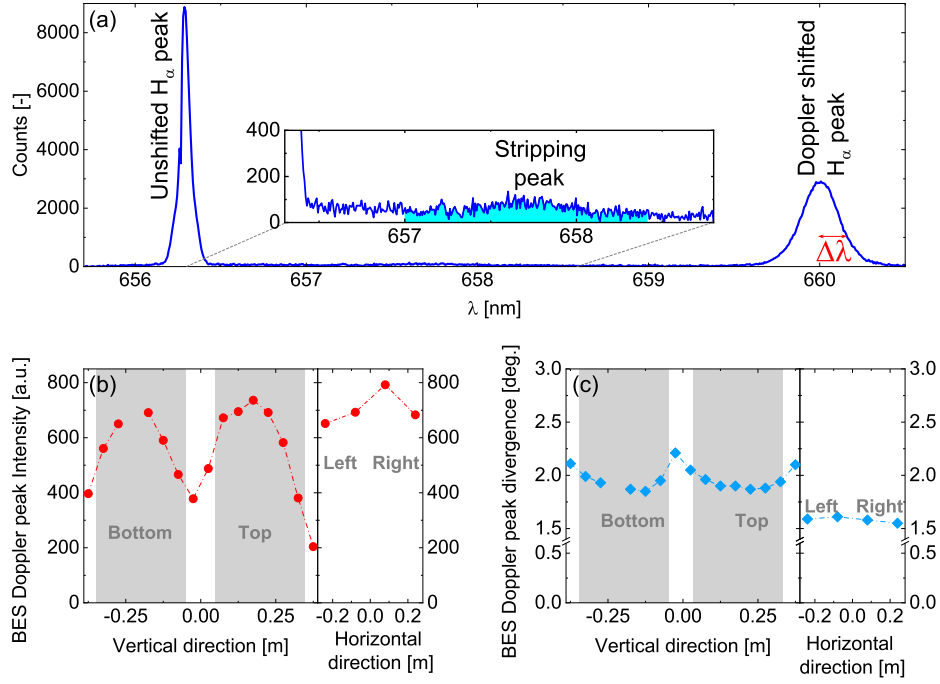 (a)
Counts [-]
8000
6000
4000
2000
0
Unshifted Hα peak
400
200
0
Stripping
peak
657
658
Doppler shifted
Hα peak
Δλ
656
657
658
659
660
λ [nm]
(b)
BES Doppler peak Intensity [a.u.]
800
600
400
200
0
Bottom
Top
Left
Right
800
600
400
200
0
-0.25
0.00
0.25
-0.2
0.0
0.2
Vertical direction [m]
Horizontal
direction [m]
(c)
BES Doppler peak divergence [deg.]
3.0
2.5
2.0
1.5
0.5
0.0
Bottom
Top
Left
Right
3.0
2.5
2.0
1.5
0.5
0.0
-0.25
0.00
0.25
-0.2
0.0
0.2
Vertical direction [m]
Horizontal
direction [m]